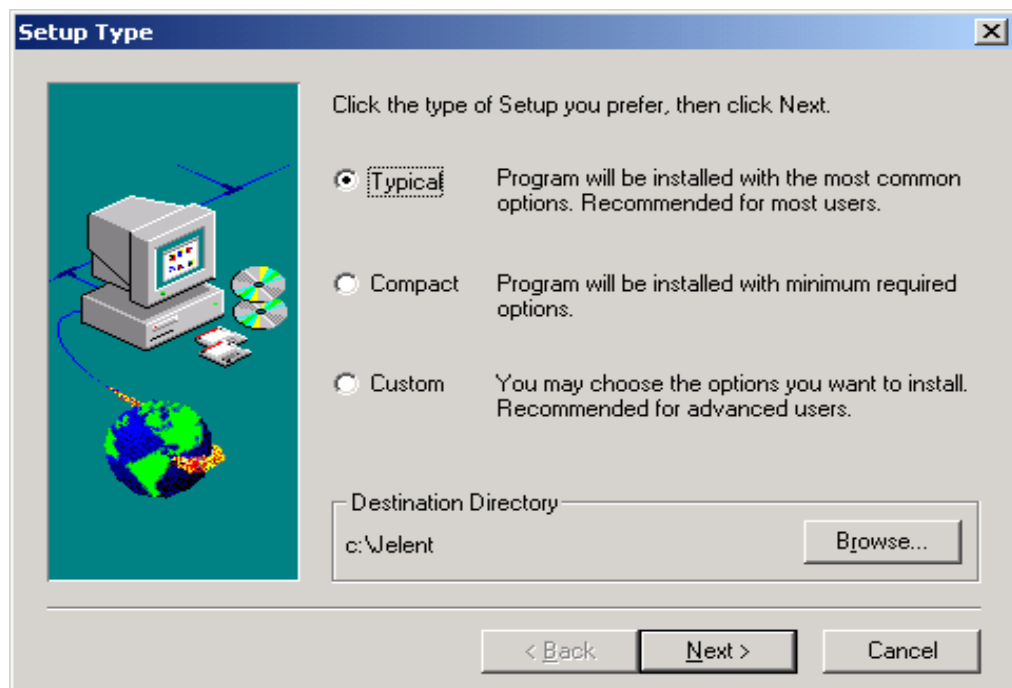 Setup Type
Click the type of Setup you prefer, then click Next.
Typical
Program will be installed with the most common
options. Recommended for most users.
Compact
Program will be installed with minimum required
options.
Custom
You may choose the options you want to install.
Recommended for advanced users.
Destination Directory
c:\Jelent
Browse...
< Back
Next >
Cancel